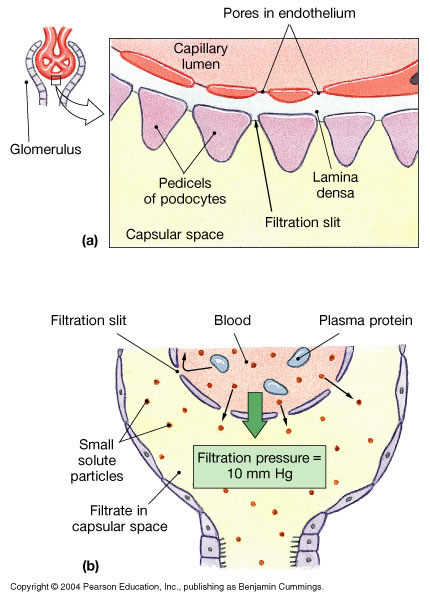 Pores in endothelium
Capillary
lumen
Glomerulus
Pedicels
of podocytes
Lamina
densa
Filtration slit
Capsular space
(a)
Filtration slit
Blood
Plasma protein
Small
solute
particles
Filtration pressure =
10 mm Hg
Filtrate in
capsular space
(b)
Copyright © 2004 Pearson Education, Inc., publishing as Benjamin Cummings.